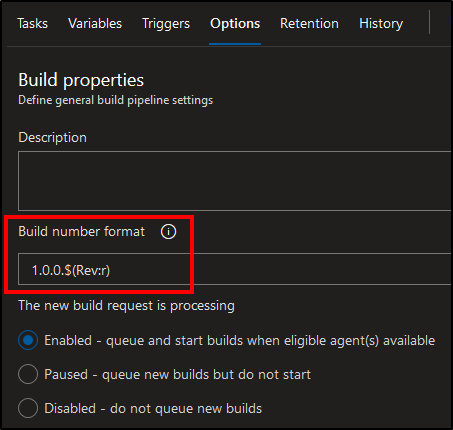 Tasks Variables Triggers Options Retention History
Build properties
Define general build pipeline settings
Description
Build number format
1.0.0.$(Rev:r)
The new build request is processing
Enabled - queue and start builds when eligible agent(s) available
Paused - queue new builds but do not start
Disabled - do not queue new builds